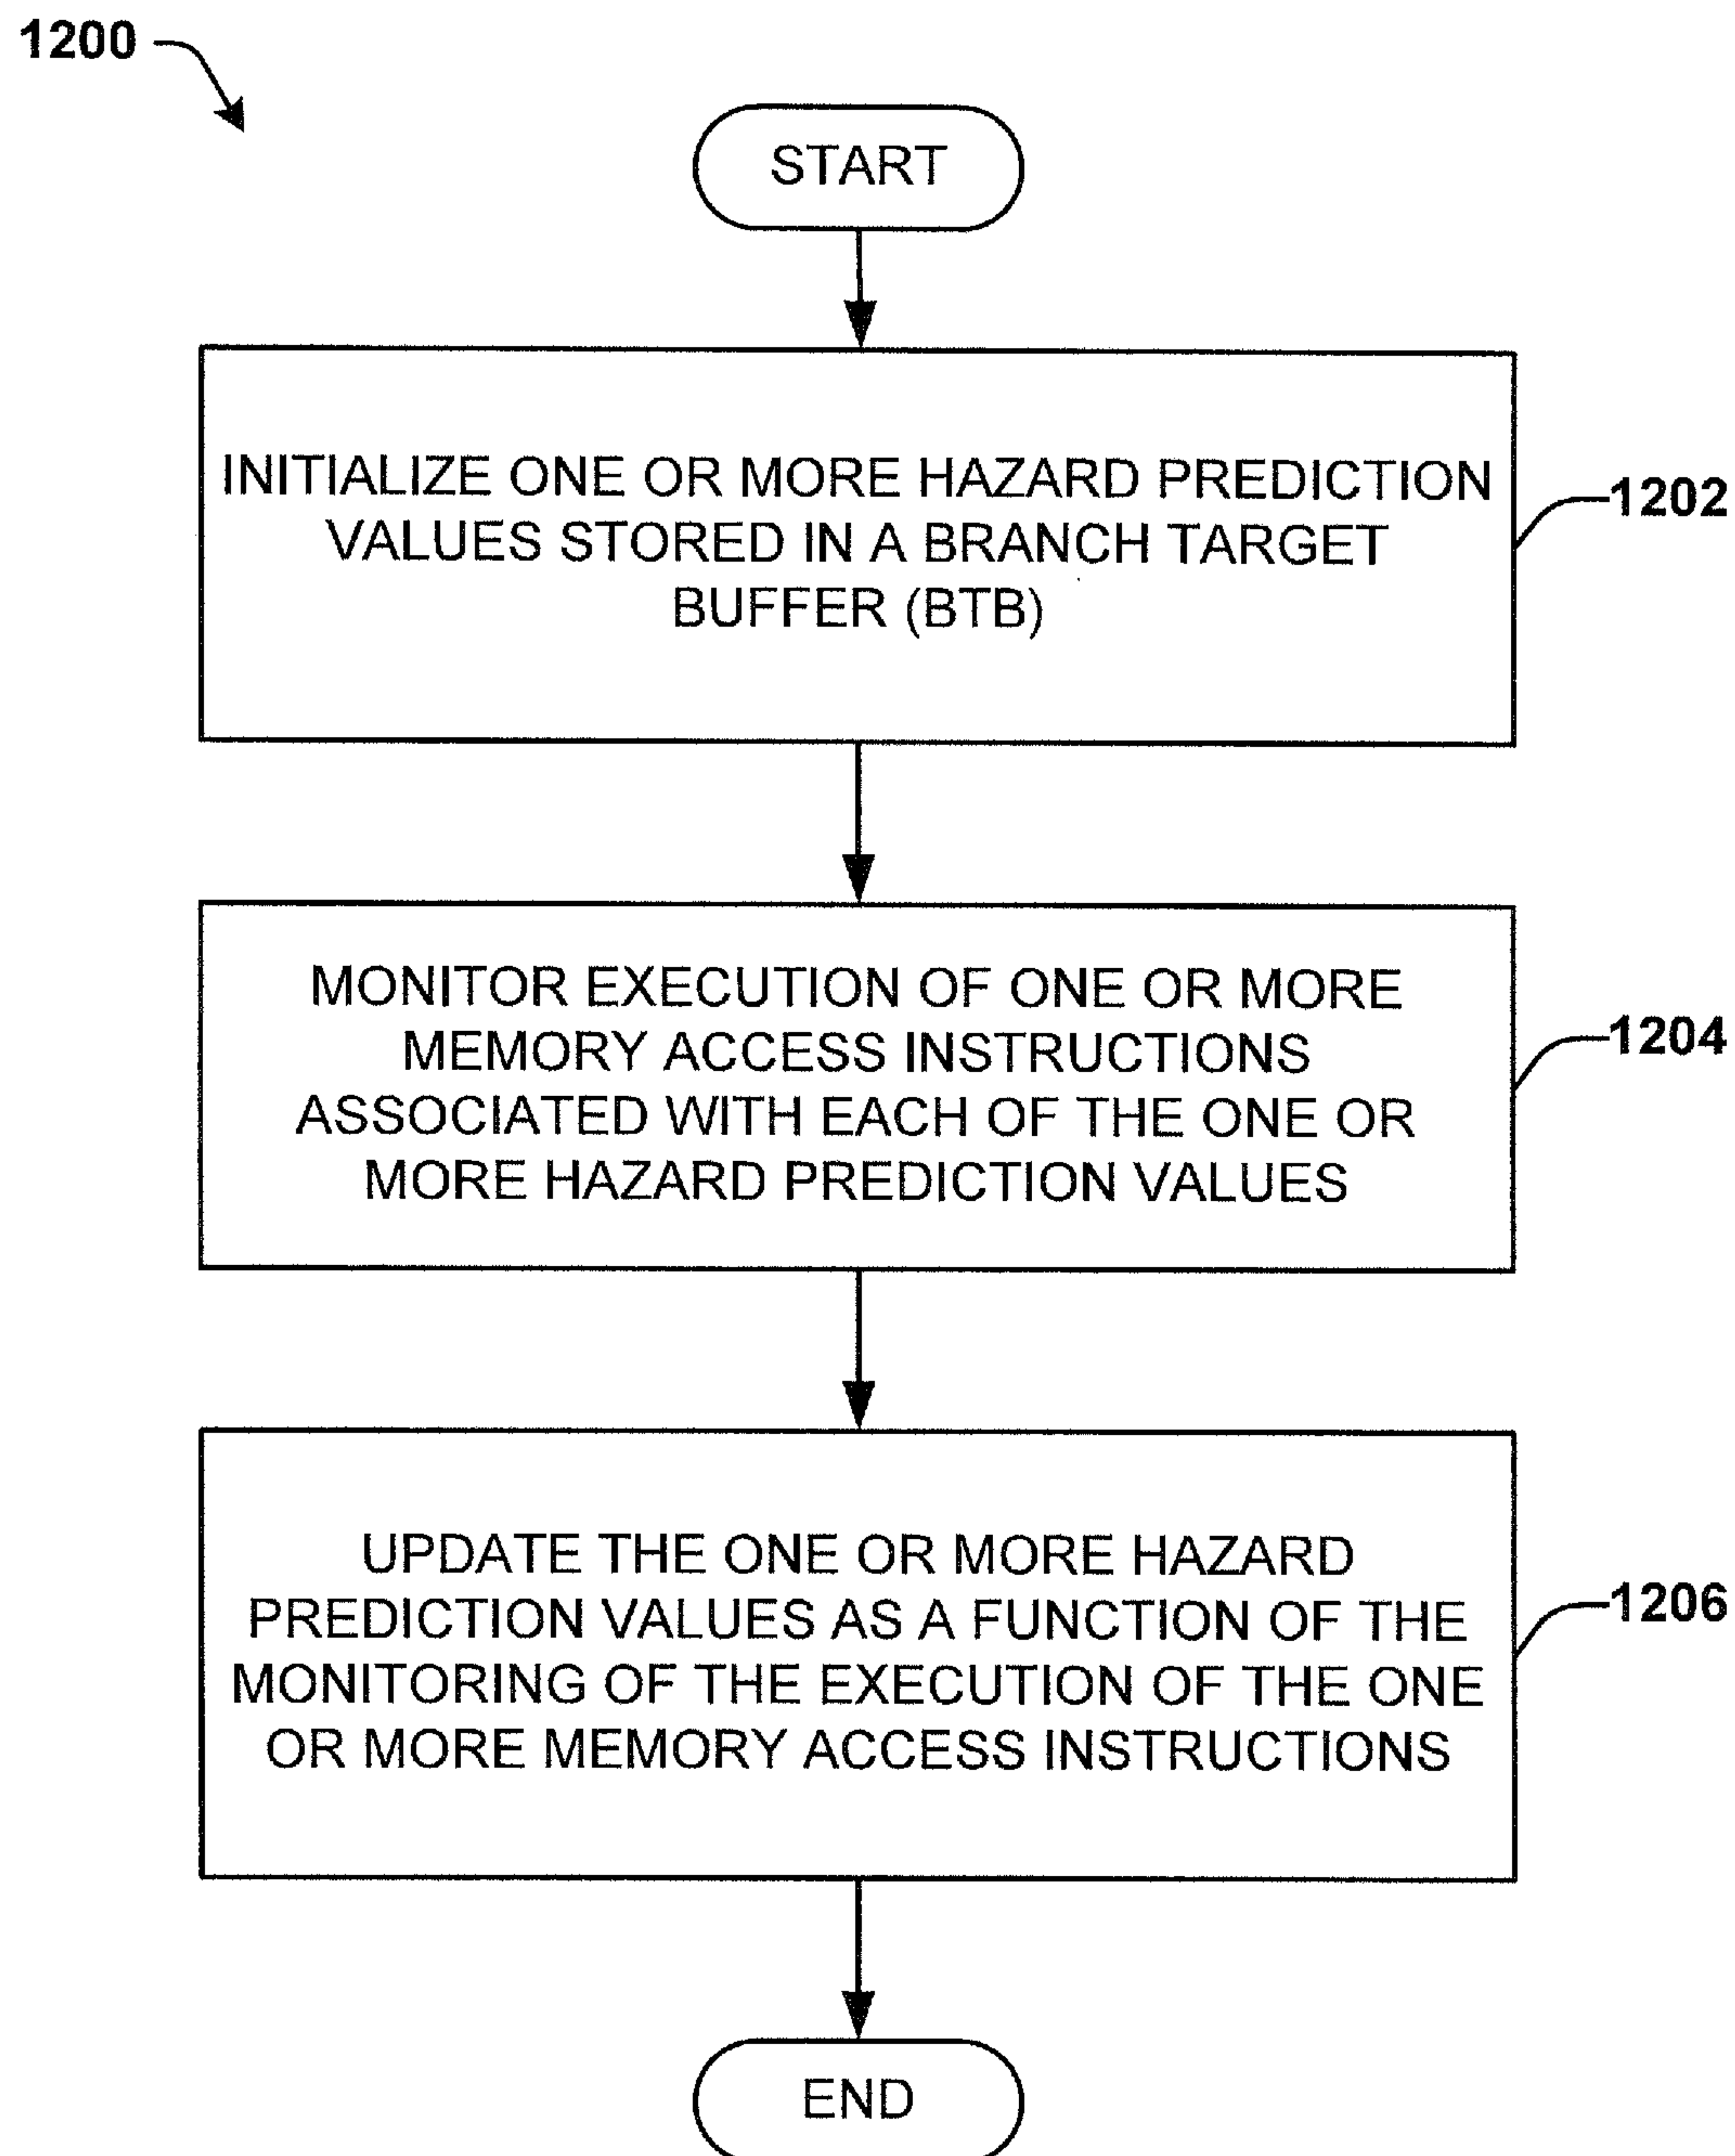 1200
START
INITIALIZE ONE OR MORE HAZARD PREDICTION
VALUES STORED IN A BRANCH TARGET
BUFFER (BTB)
1202
MONITOR EXECUTION OF ONE OR MORE
MEMORY ACCESS INSTRUCTIONS
ASSOCIATED WITH EACH OF THE ONE OR
MORE HAZARD PREDICTION VALUES
1204
UPDATE THE ONE OR MORE HAZARD
PREDICTION VALUES AS A FUNCTION OF THE
MONITORING OF THE EXECUTION OF THE ONE
OR MORE MEMORY ACCESS INSTRUCTIONS
1206
END